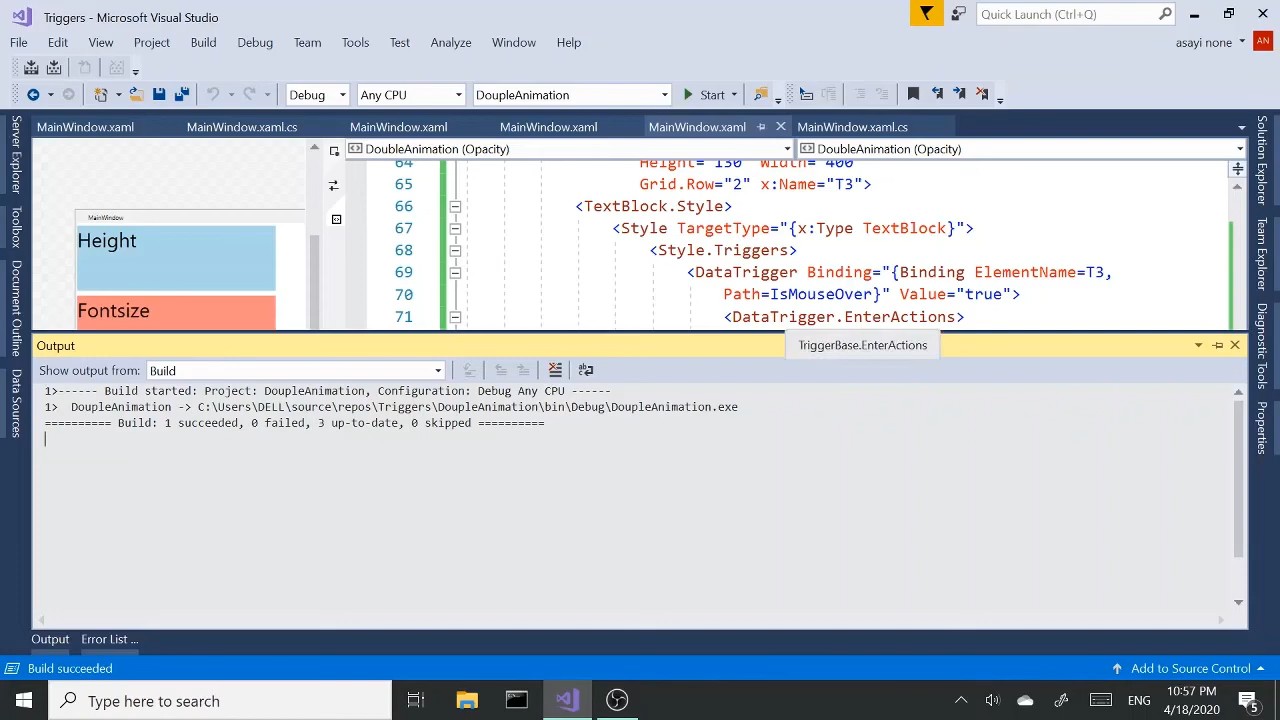 Triggers - Microsoft Visual Studio
Quick Launch (Ctrl+Q)
File Edit View Project Build Debug Team Tools Test Analyze Window Help
asayi none
AN
Debug Any CPU DoupleAnimation Start
MainWindow.xaml MainWindow.xaml.cs MainWindow.xaml MainWindow.xaml MainWindow.xaml MainWindow.xaml.cs
DoubleAnimation (Opacity) DoubleAnimation (Opacity)
Server Explorer
Toolbox
Document Outline
Data Sources
MainWindow
Height
Fontsize
64 Height="130" Width="400"
65 Grid.Row="2" x:Name="T3">
66 <TextBlock.Style>
67 <Style TargetType="{x:Type TextBlock}">
68 <Style.Triggers>
69 <DataTrigger Binding="{Binding ElementName=T3,
70 Path=IsMouseOver}" Value="true">
71 <DataTrigger.EnterActions>
Solution Explorer
Team Explorer
Diagnostic Tools
Properties
Output
TriggerBase.EnterActions
Show output from: Build
1>------ Build started: Project: DoupleAnimation, Configuration: Debug Any CPU ------
1>  DoupleAnimation -> C:\Users\DELL\source\repos\Triggers\DoupleAnimation\bin\Debug\DoupleAnimation.exe
========== Build: 1 succeeded, 0 failed, 3 up-to-date, 0 skipped ==========
Output Error List ...
Build succeeded
Add to Source Control
Type here to search
ENG
10:57 PM
4/18/2020
5